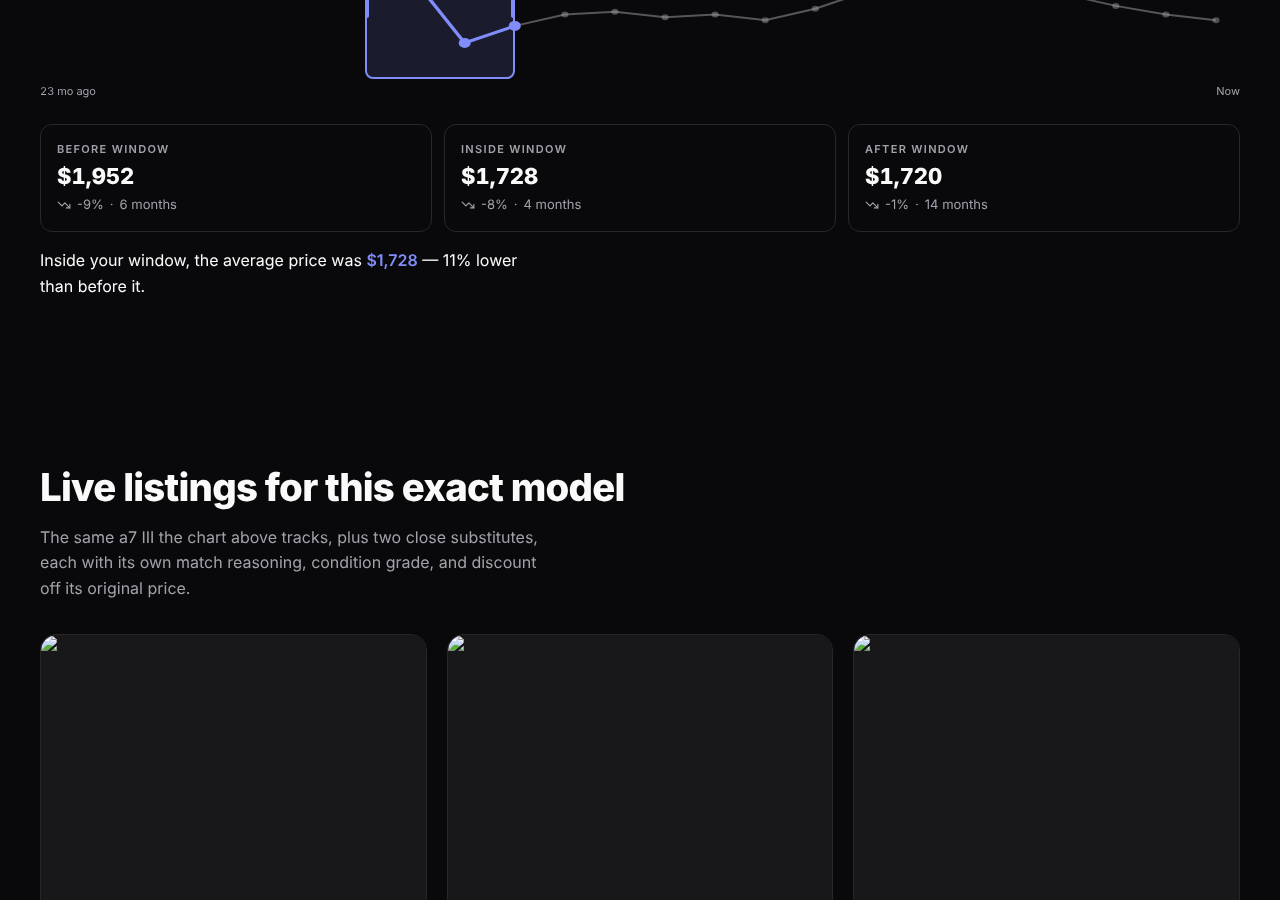 23 mo ago
Now
BEFORE WINDOW
$1,952
-9% · 6 months
INSIDE WINDOW
$1,728
-8% · 4 months
AFTER WINDOW
$1,720
-1% · 14 months
Inside your window, the average price was $1,728 — 11% lower
than before it.
Live listings for this exact model
The same a7 III the chart above tracks, plus two close substitutes,
each with its own match reasoning, condition grade, and discount
off its original price.